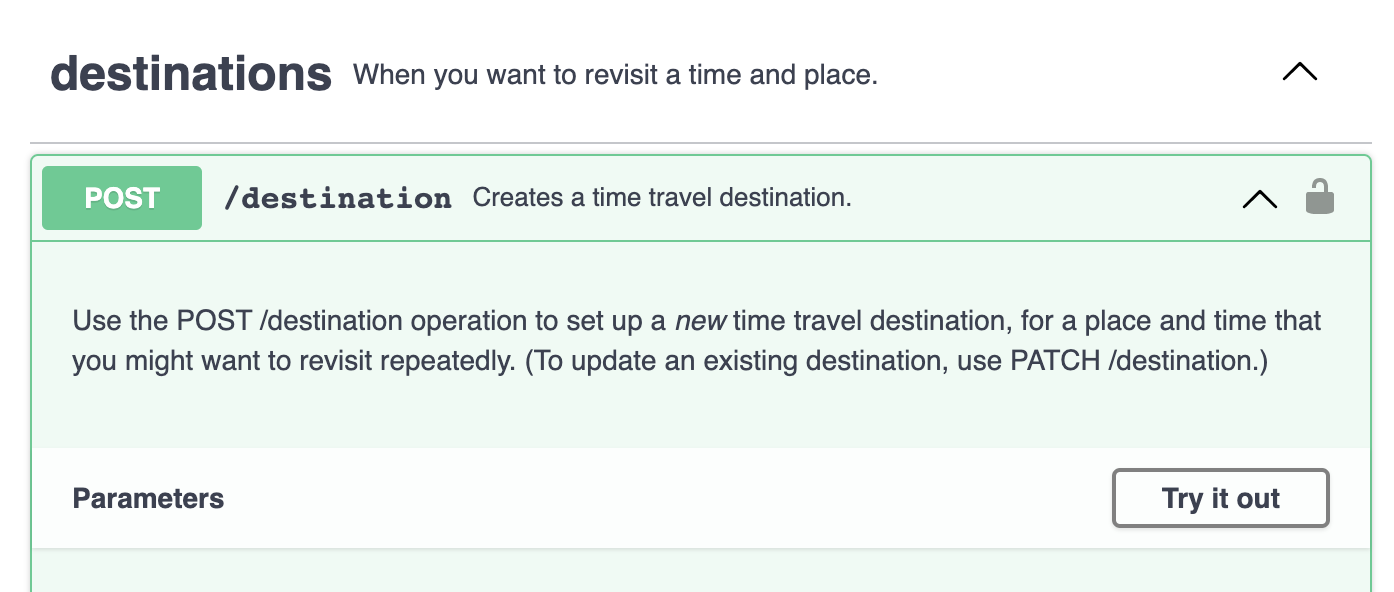 destinations When you want to revisit a time and place.
POST /destination Creates a time travel destination.
Use the POST /destination operation to set up a new time travel destination, for a place and time that
you might want to revisit repeatedly. (To update an existing destination, use PATCH /destination.)
Parameters Try it out